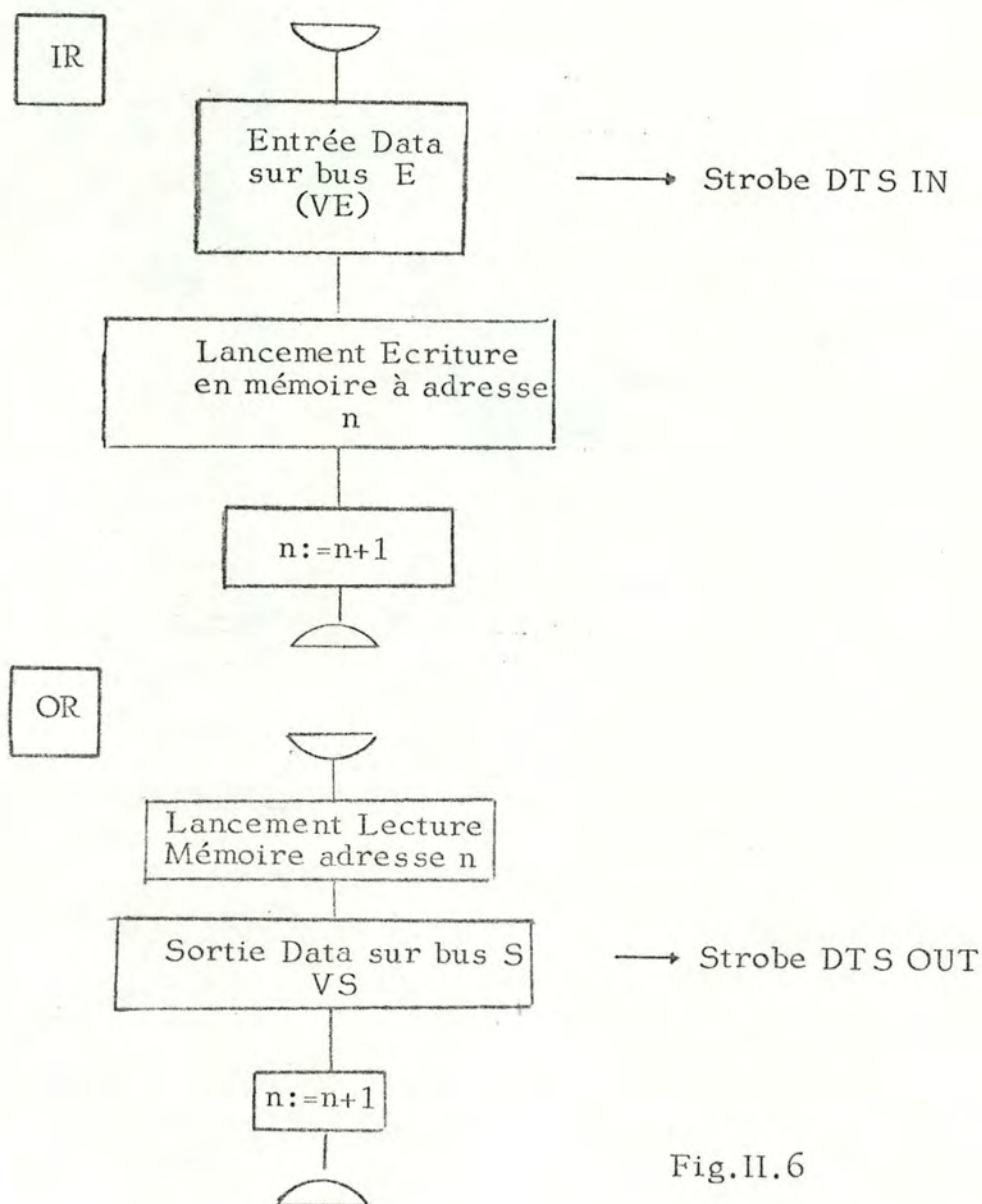 IR
Entrée Data
sur bus E
(VE)
Strobe DTS IN
Lancement Ecriture
en mémoire à adresse
n
n:=n+1
OR
Lancement Lecture
Mémoire adresse n
Sortie Data sur bus S
VS
Strobe DTS OUT
n:=n+1
Fig.II.6